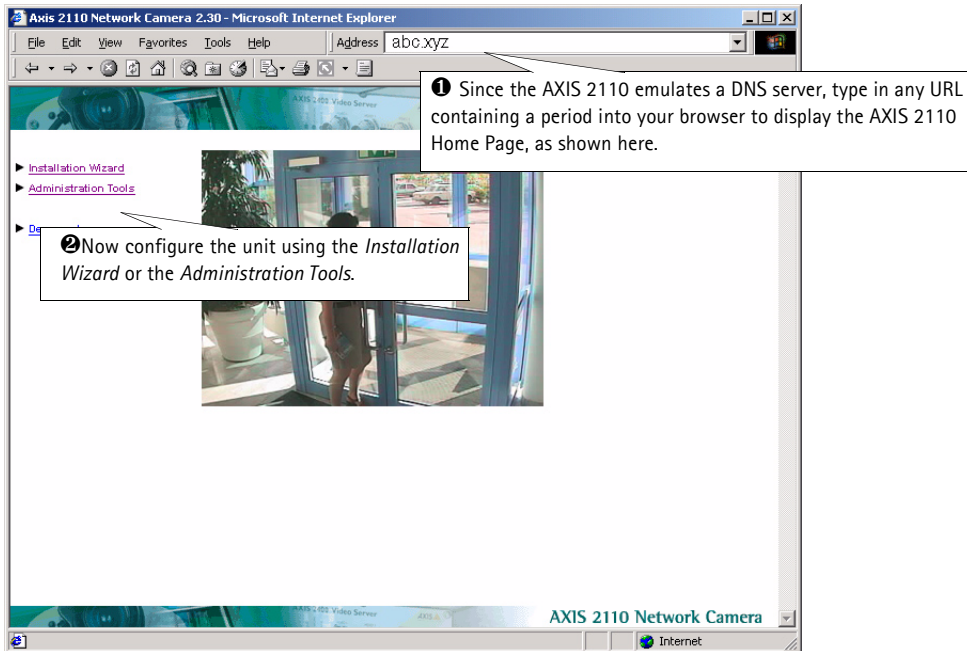 Axis 2110 Network Camera 2.30 - Microsoft Internet Explorer
File Edit View Favorites Tools Help Address abc.xyz
❶ Since the AXIS 2110 emulates a DNS server, type in any URL
containing a period into your browser to display the AXIS 2110
Home Page, as shown here.
Installation Wizard
Administration Tools
❷Now configure the unit using the Installation
Wizard or the Administration Tools.
AXIS 2110 Network Camera
Internet